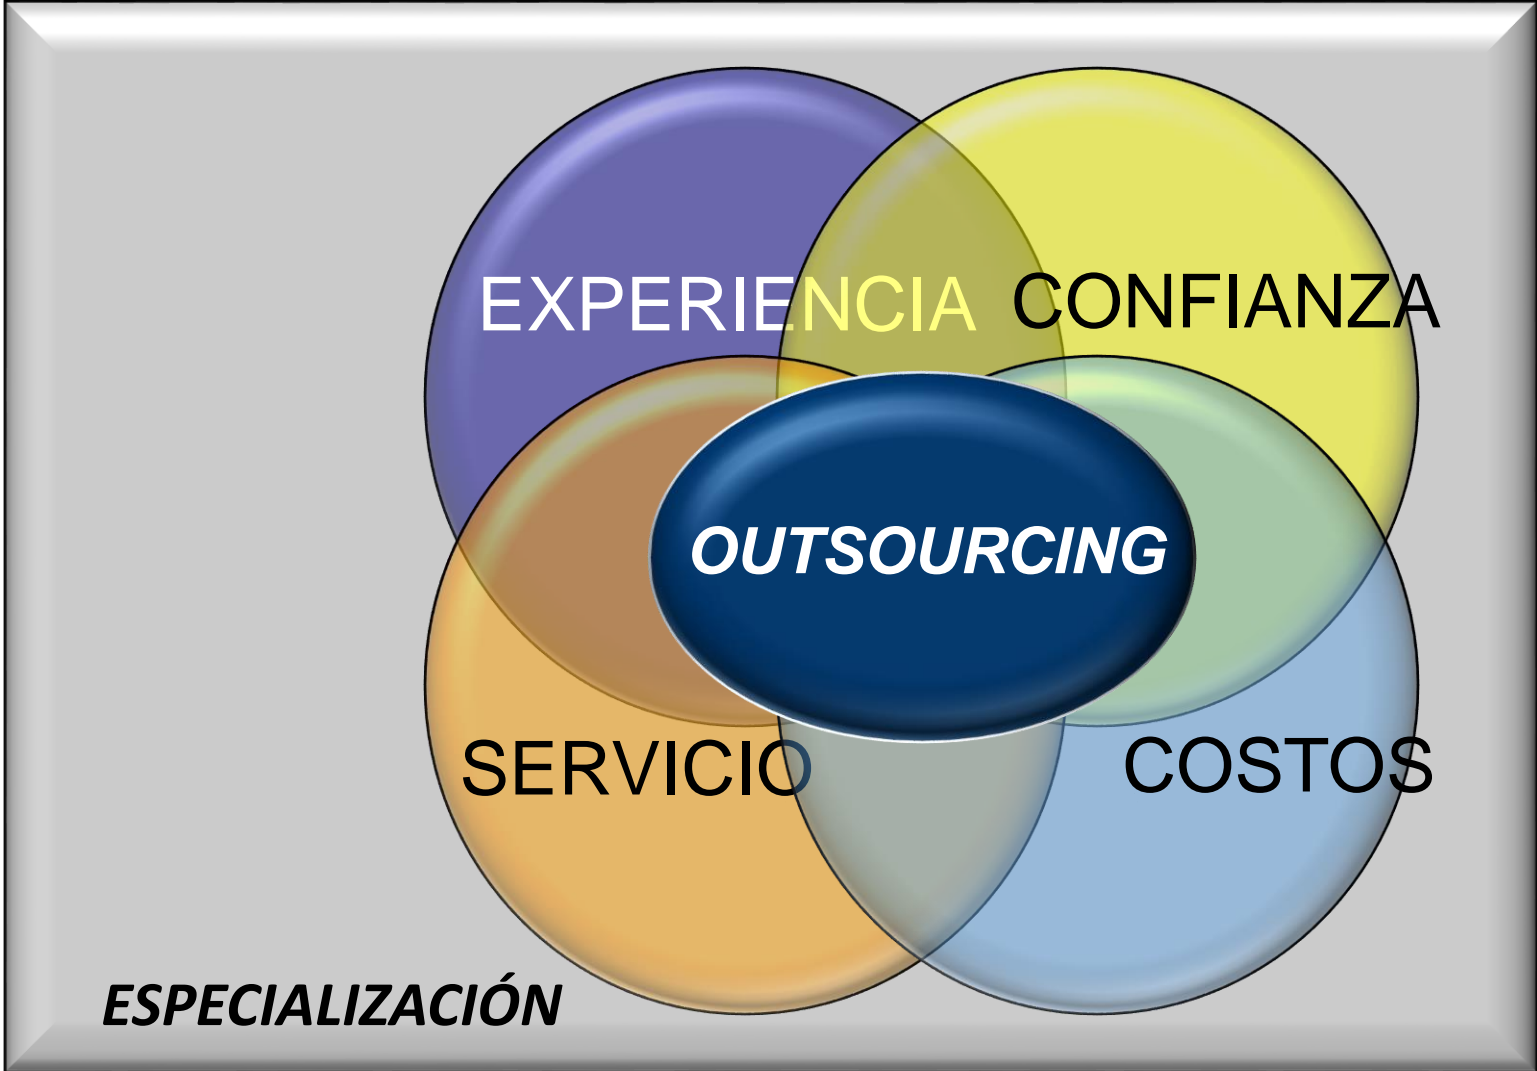 EXPERIENCIA
CONFIANZA
OUTSOURCING
SERVICIO
COSTOS
ESPECIALIZACIÓN